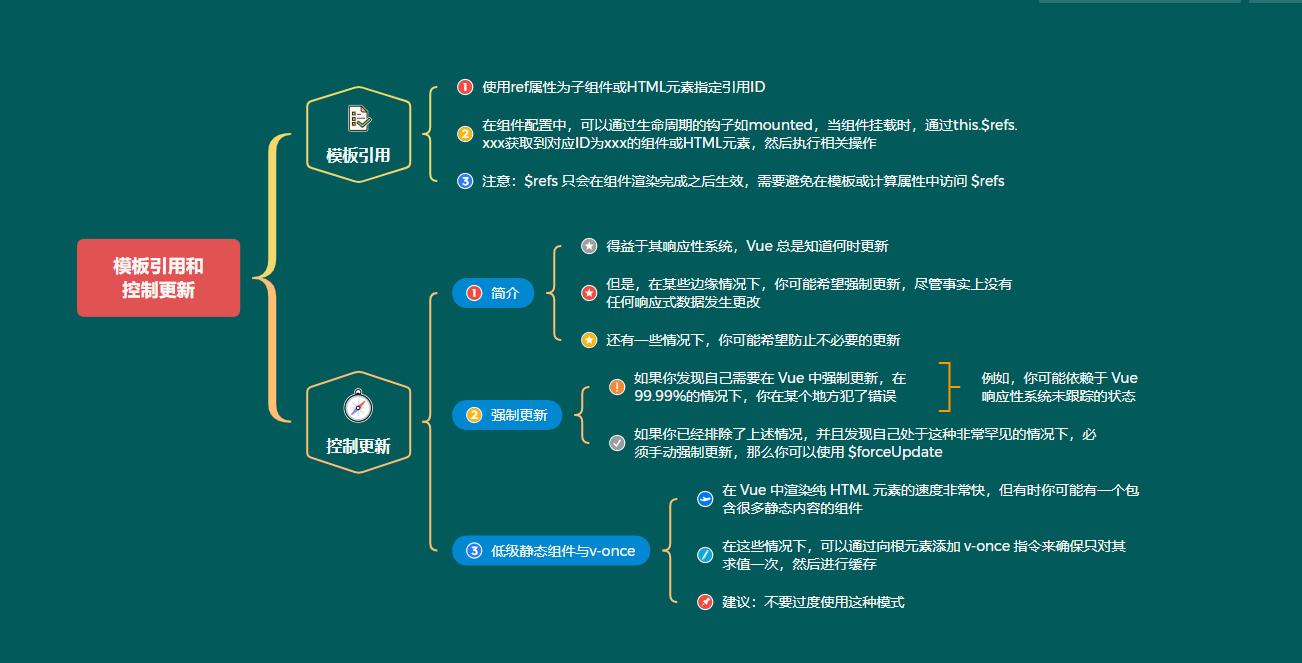 模板引用和
控制更新
模板引用
1 使用ref属性为子组件或HTML元素指定引用ID
2 在组件配置中，可以通过生命周期的钩子如mounted，当组件挂载时，通过this.$refs.
xxx获取到对应ID为xxx的组件或HTML元素，然后执行相关操作
3 注意：$refs 只会在组件渲染完成之后生效，需要避免在模板或计算属性中访问 $refs
控制更新
1 简介
得益于其响应性系统，Vue 总是知道何时更新
但是，在某些边缘情况下，你可能希望强制更新，尽管事实上没有
任何响应式数据发生更改
还有一些情况下，你可能希望防止不必要的更新
2 强制更新
如果你发现自己需要在 Vue 中强制更新，在
99.99%的情况下，你在某个地方犯了错误
例如，你可能依赖于 Vue
响应性系统未跟踪的状态
如果你已经排除了上述情况，并且发现自己处于这种非常罕见的情况下，必
须手动强制更新，那么你可以使用 $forceUpdate
3 低级静态组件与v-once
在 Vue 中渲染纯 HTML 元素的速度非常快，但有时你可能有一个包
含很多静态内容的组件
在这些情况下，可以通过向根元素添加 v-once 指令来确保只对其
求值一次，然后进行缓存
建议：不要过度使用这种模式